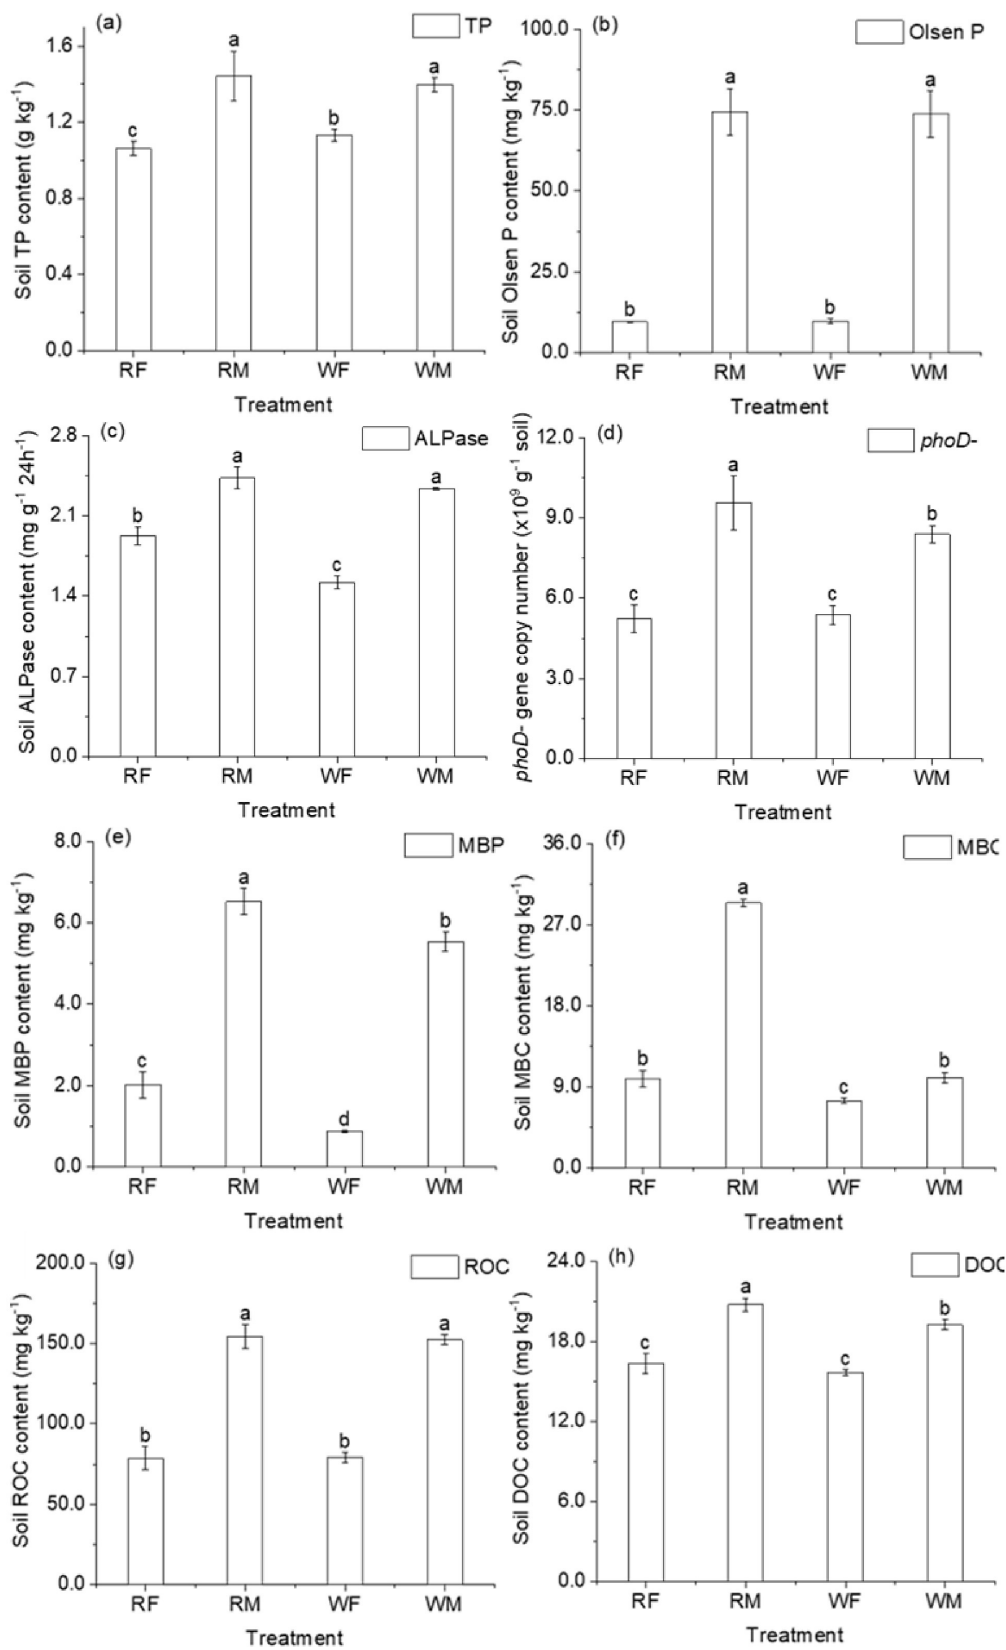 (a)
TP
Soil TP content (g kg⁻¹)
1.6
1.2
0.8
0.4
0.0
c
a
b
a
RF RM WF WM
Treatment
(b)
Olsen P
Soil Olsen P content (mg kg⁻¹)
100.0
75.0
50.0
25.0
0.0
b
a
b
a
RF RM WF WM
Treatment
(c)
ALPase
Soil ALPase content (mg g⁻¹ 24h⁻¹)
2.8
2.1
1.4
0.7
0.0
b
a
c
a
RF RM WF WM
Treatment
(d)
phoD-
phoD- gene copy number (x10⁹ g⁻¹ soil)
12.0
9.0
6.0
3.0
0.0
c
a
c
b
RF RM WF WM
Treatment
(e)
MBP
Soil MBP content (mg kg⁻¹)
8.0
6.0
4.0
2.0
0.0
c
a
d
b
RF RM WF WM
Treatment
(f)
MBC
Soil MBC content (mg kg⁻¹)
36.0
27.0
18.0
9.0
0.0
b
a
c
b
RF RM WF WM
Treatment
(g)
ROC
Soil ROC content (mg kg⁻¹)
200.0
150.0
100.0
50.0
0.0
b
a
b
a
RF RM WF WM
Treatment
(h)
DOC
Soil DOC content (mg kg⁻¹)
24.0
18.0
12.0
6.0
0.0
c
a
c
b
RF RM WF WM
Treatment